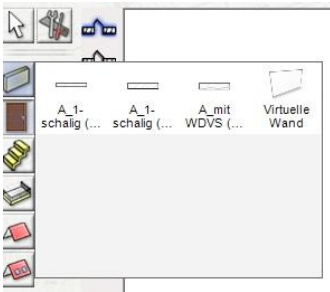 A_1-
schalig (...
A_1-
schalig (...
A_mit
WDVS (...
Virtuelle
Wand